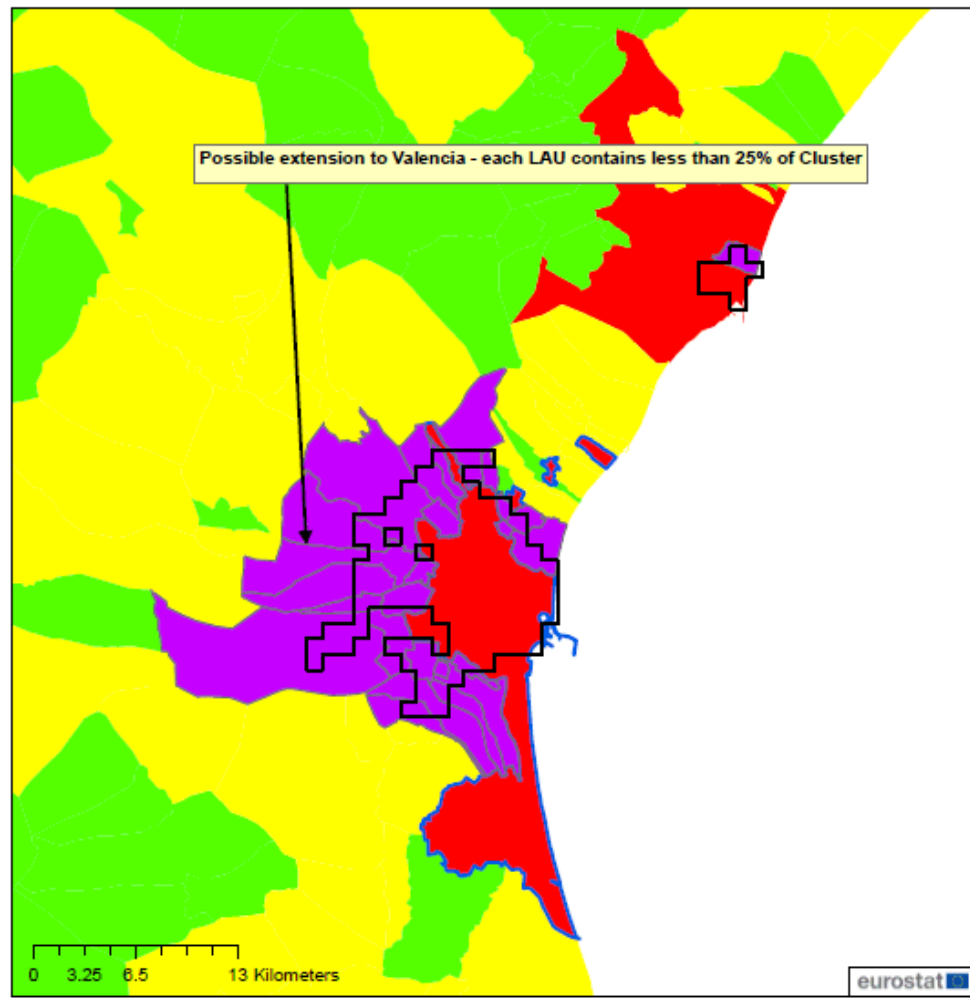 Possible extension to Valencia - each LAU contains less than 25% of Cluster
0 3.25 6.5 13 Kilometers
eurostat